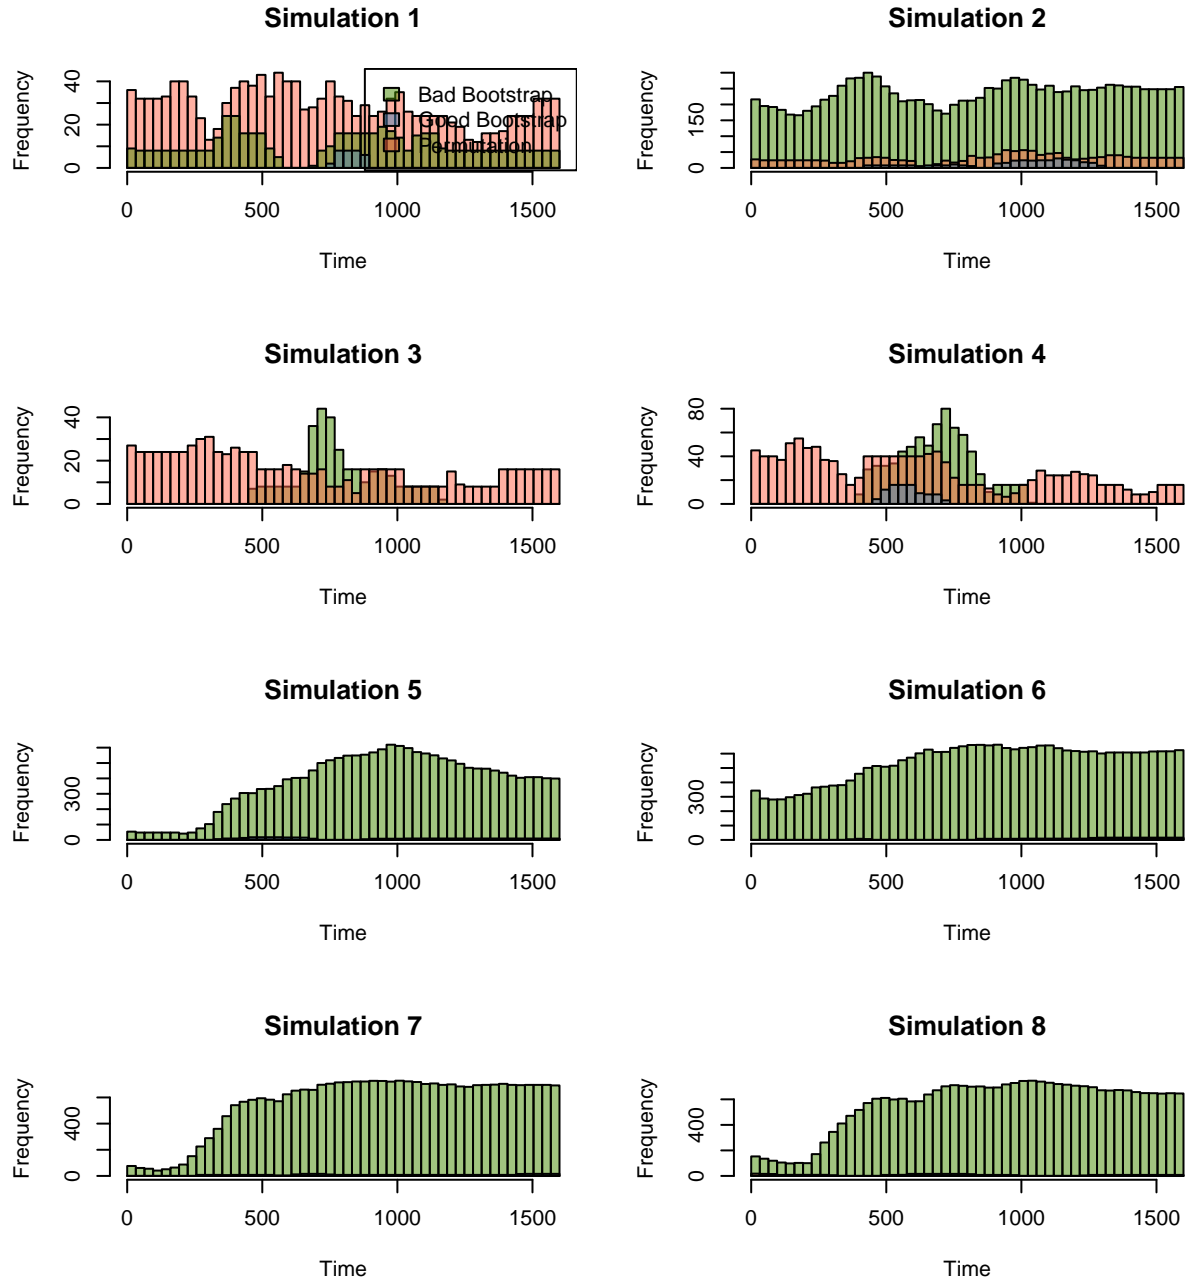 Simulation 1
Frequency
0 20 40
Bad Bootstrap
Good Bootstrap
Permutation
0 500 1000 1500
Time
Simulation 2
Frequency
0 150
0 500 1000 1500
Time
Simulation 3
Frequency
0 20 40
0 500 1000 1500
Time
Simulation 4
Frequency
0 40 80
0 500 1000 1500
Time
Simulation 5
Frequency
0 300
0 500 1000 1500
Time
Simulation 6
Frequency
0 300
0 500 1000 1500
Time
Simulation 7
Frequency
0 400
0 500 1000 1500
Time
Simulation 8
Frequency
0 400
0 500 1000 1500
Time